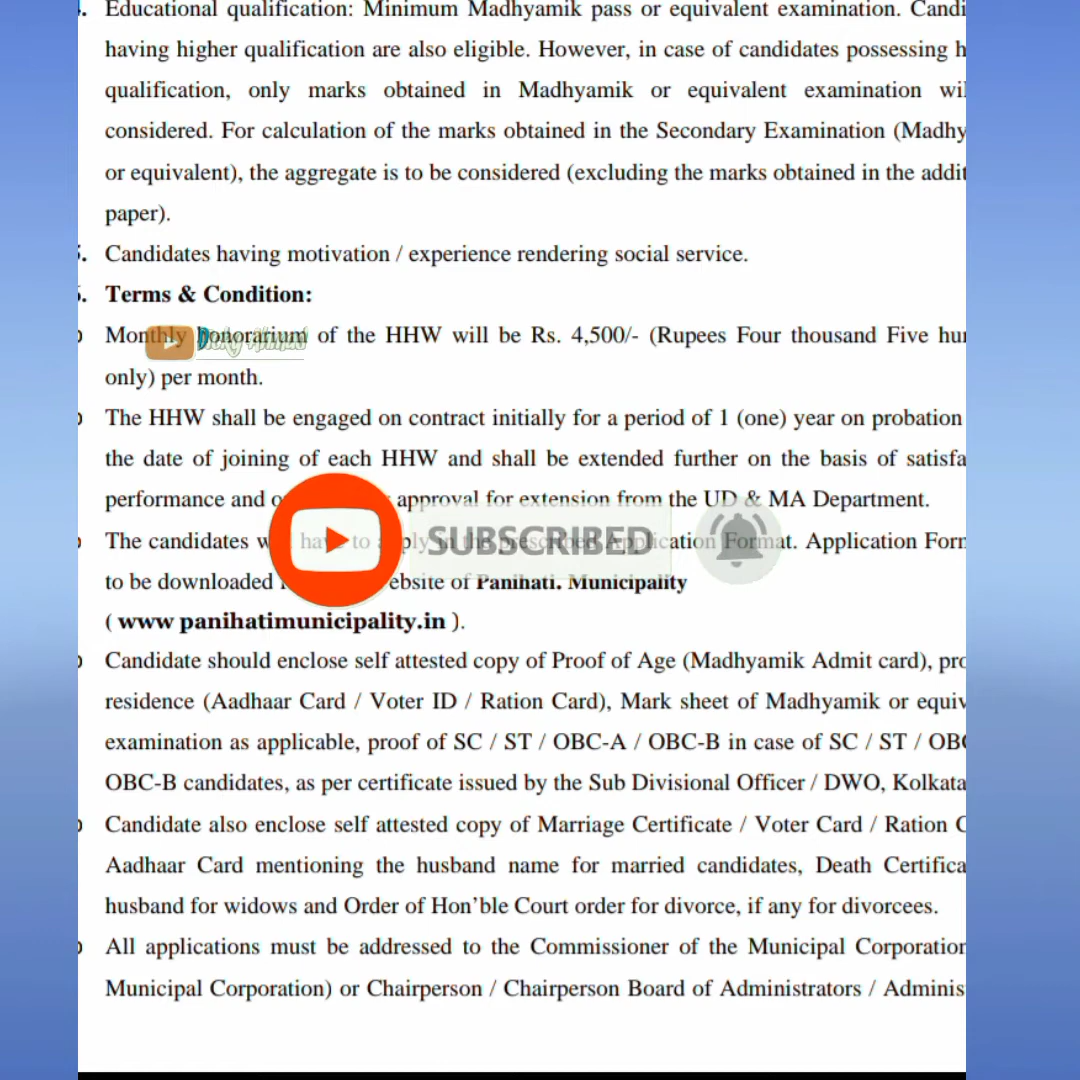 Educational qualification: Minimum Madhyamik pass or equivalent examination. Candi
having higher qualification are also eligible. However, in case of candidates possessing h
qualification, only marks obtained in Madhyamik or equivalent examination wil
considered. For calculation of the marks obtained in the Secondary Examination (Madhy
or equivalent), the aggregate is to be considered (excluding the marks obtained in the addit
paper).
Candidates having motivation / experience rendering social service.
Terms & Condition:
Monthly honorarium of the HHW will be Rs. 4,500/- (Rupees Four thousand Five hun
only) per month.
The HHW shall be engaged on contract initially for a period of 1 (one) year on probation
the date of joining of each HHW and shall be extended further on the basis of satisfa
performance and approval for extension from the UD & MA Department.
The candidates have to apply in the prescribed Application Format. Application Form
SUBSCRIBED
to be downloaded website of Panihati. Municipality
( www panihatimunicipality.in ).
Candidate should enclose self attested copy of Proof of Age (Madhyamik Admit card), pro
residence (Aadhaar Card / Voter ID / Ration Card), Mark sheet of Madhyamik or equiv
examination as applicable, proof of SC / ST / OBC-A / OBC-B in case of SC / ST / OBC
OBC-B candidates, as per certificate issued by the Sub Divisional Officer / DWO, Kolkata
Candidate also enclose self attested copy of Marriage Certificate / Voter Card / Ration C
Aadhaar Card mentioning the husband name for married candidates, Death Certifica
husband for widows and Order of Hon’ble Court order for divorce, if any for divorcees.
All applications must be addressed to the Commissioner of the Municipal Corporation
Municipal Corporation) or Chairperson / Chairperson Board of Administrators / Adminis